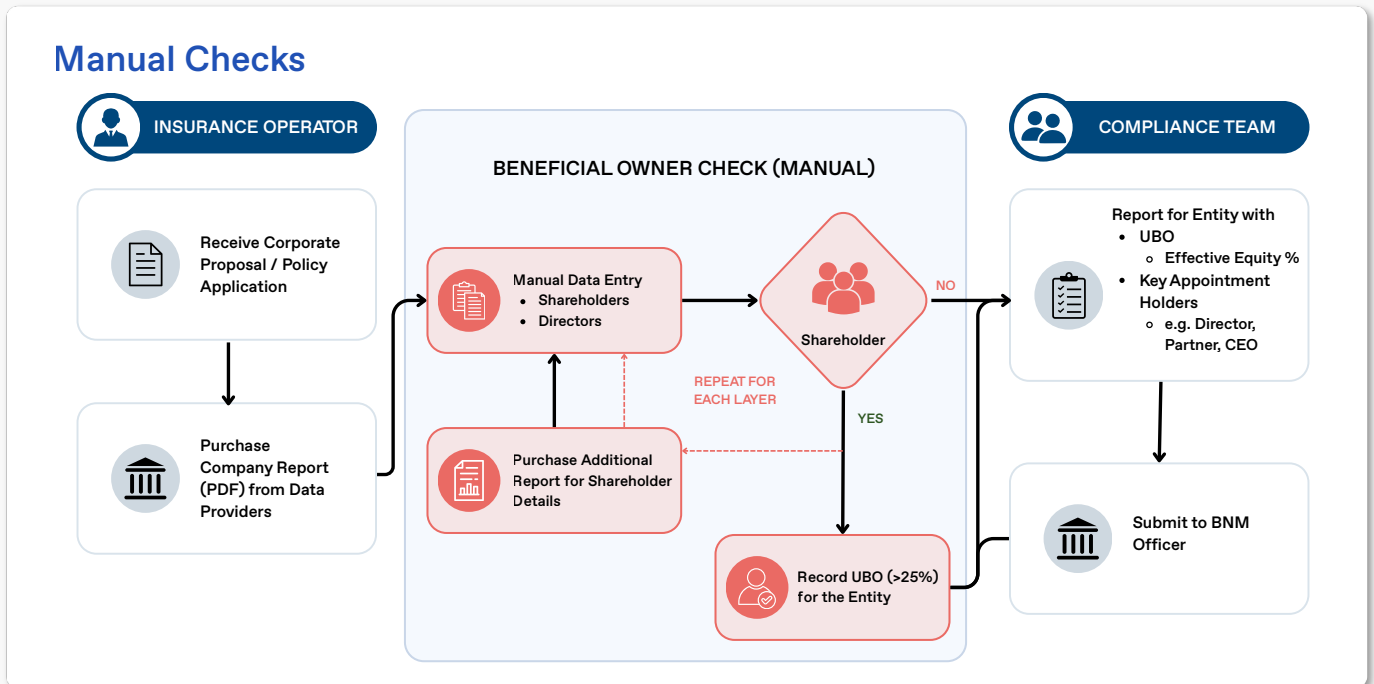 Manual Checks
INSURANCE OPERATOR
Receive Corporate
Proposal / Policy
Application
Purchase
Company Report
(PDF) from Data
Providers
BENEFICIAL OWNER CHECK (MANUAL)
Manual Data Entry
• Shareholders
• Directors
Shareholder
NO
YES
REPEAT FOR
EACH LAYER
Purchase Additional
Report for Shareholder
Details
Record UBO (>25%)
for the Entity
COMPLIANCE TEAM
Report for Entity with
• UBO
◦ Effective Equity %
• Key Appointment
Holders
◦ e.g. Director,
Partner, CEO
Submit to BNM
Officer